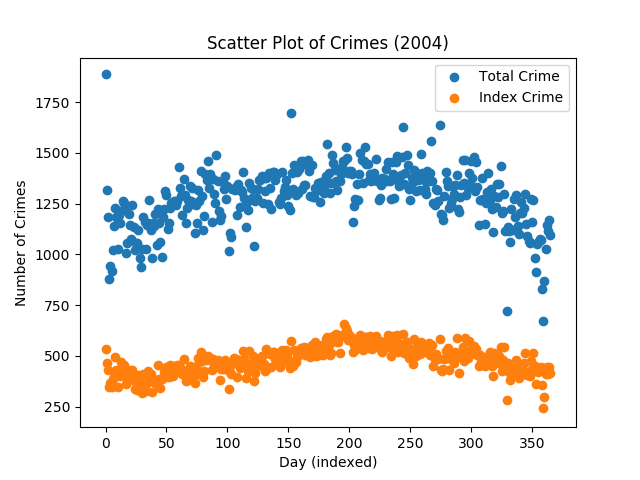 Scatter Plot of Crimes (2004)
Total Crime
Index Crime
Number of Crimes
1750
1500
1250
1000
750
500
250
0 50 100 150 200 250 300 350
Day (indexed)